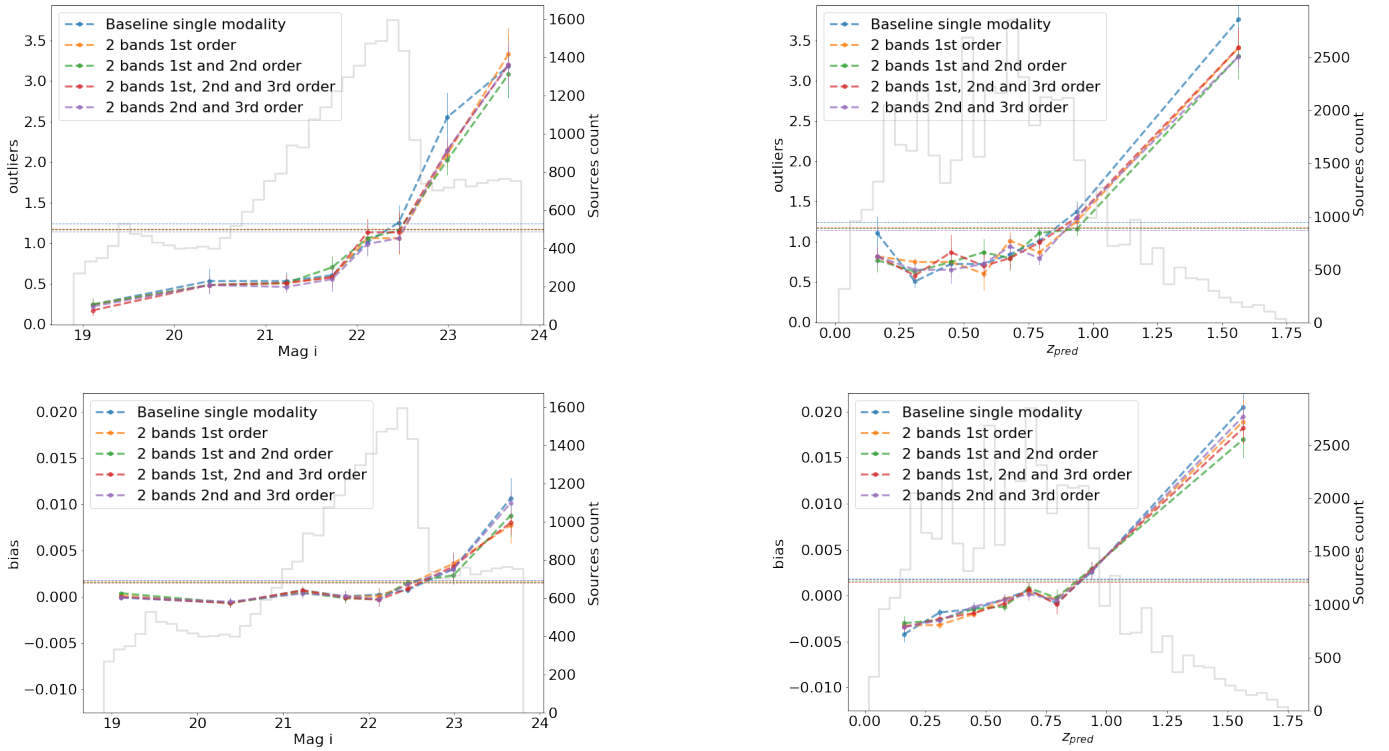 Baseline single modality
2 bands 1st order
2 bands 1st and 2nd order
2 bands 1st, 2nd and 3rd order
2 bands 2nd and 3rd order
outliers
3.5
3.0
2.5
2.0
1.5
1.0
0.5
0.0
19 20 21 22 23 24
Mag i
1600
1400
1200
1000
800
600
400
200
0
Sources count
Baseline single modality
2 bands 1st order
2 bands 1st and 2nd order
2 bands 1st, 2nd and 3rd order
2 bands 2nd and 3rd order
outliers
3.5
3.0
2.5
2.0
1.5
1.0
0.5
0.0
0.00 0.25 0.50 0.75 1.00 1.25 1.50 1.75
z_pred
2500
2000
1500
1000
500
0
Sources count
Baseline single modality
2 bands 1st order
2 bands 1st and 2nd order
2 bands 1st, 2nd and 3rd order
2 bands 2nd and 3rd order
bias
0.020
0.015
0.010
0.005
0.000
−0.005
−0.010
19 20 21 22 23 24
Mag i
1600
1400
1200
1000
800
600
400
200
0
Sources count
Baseline single modality
2 bands 1st order
2 bands 1st and 2nd order
2 bands 1st, 2nd and 3rd order
2 bands 2nd and 3rd order
bias
0.020
0.015
0.010
0.005
0.000
−0.005
−0.010
0.00 0.25 0.50 0.75 1.00 1.25 1.50 1.75
z_pred
2500
2000
1500
1000
500
0
Sources count